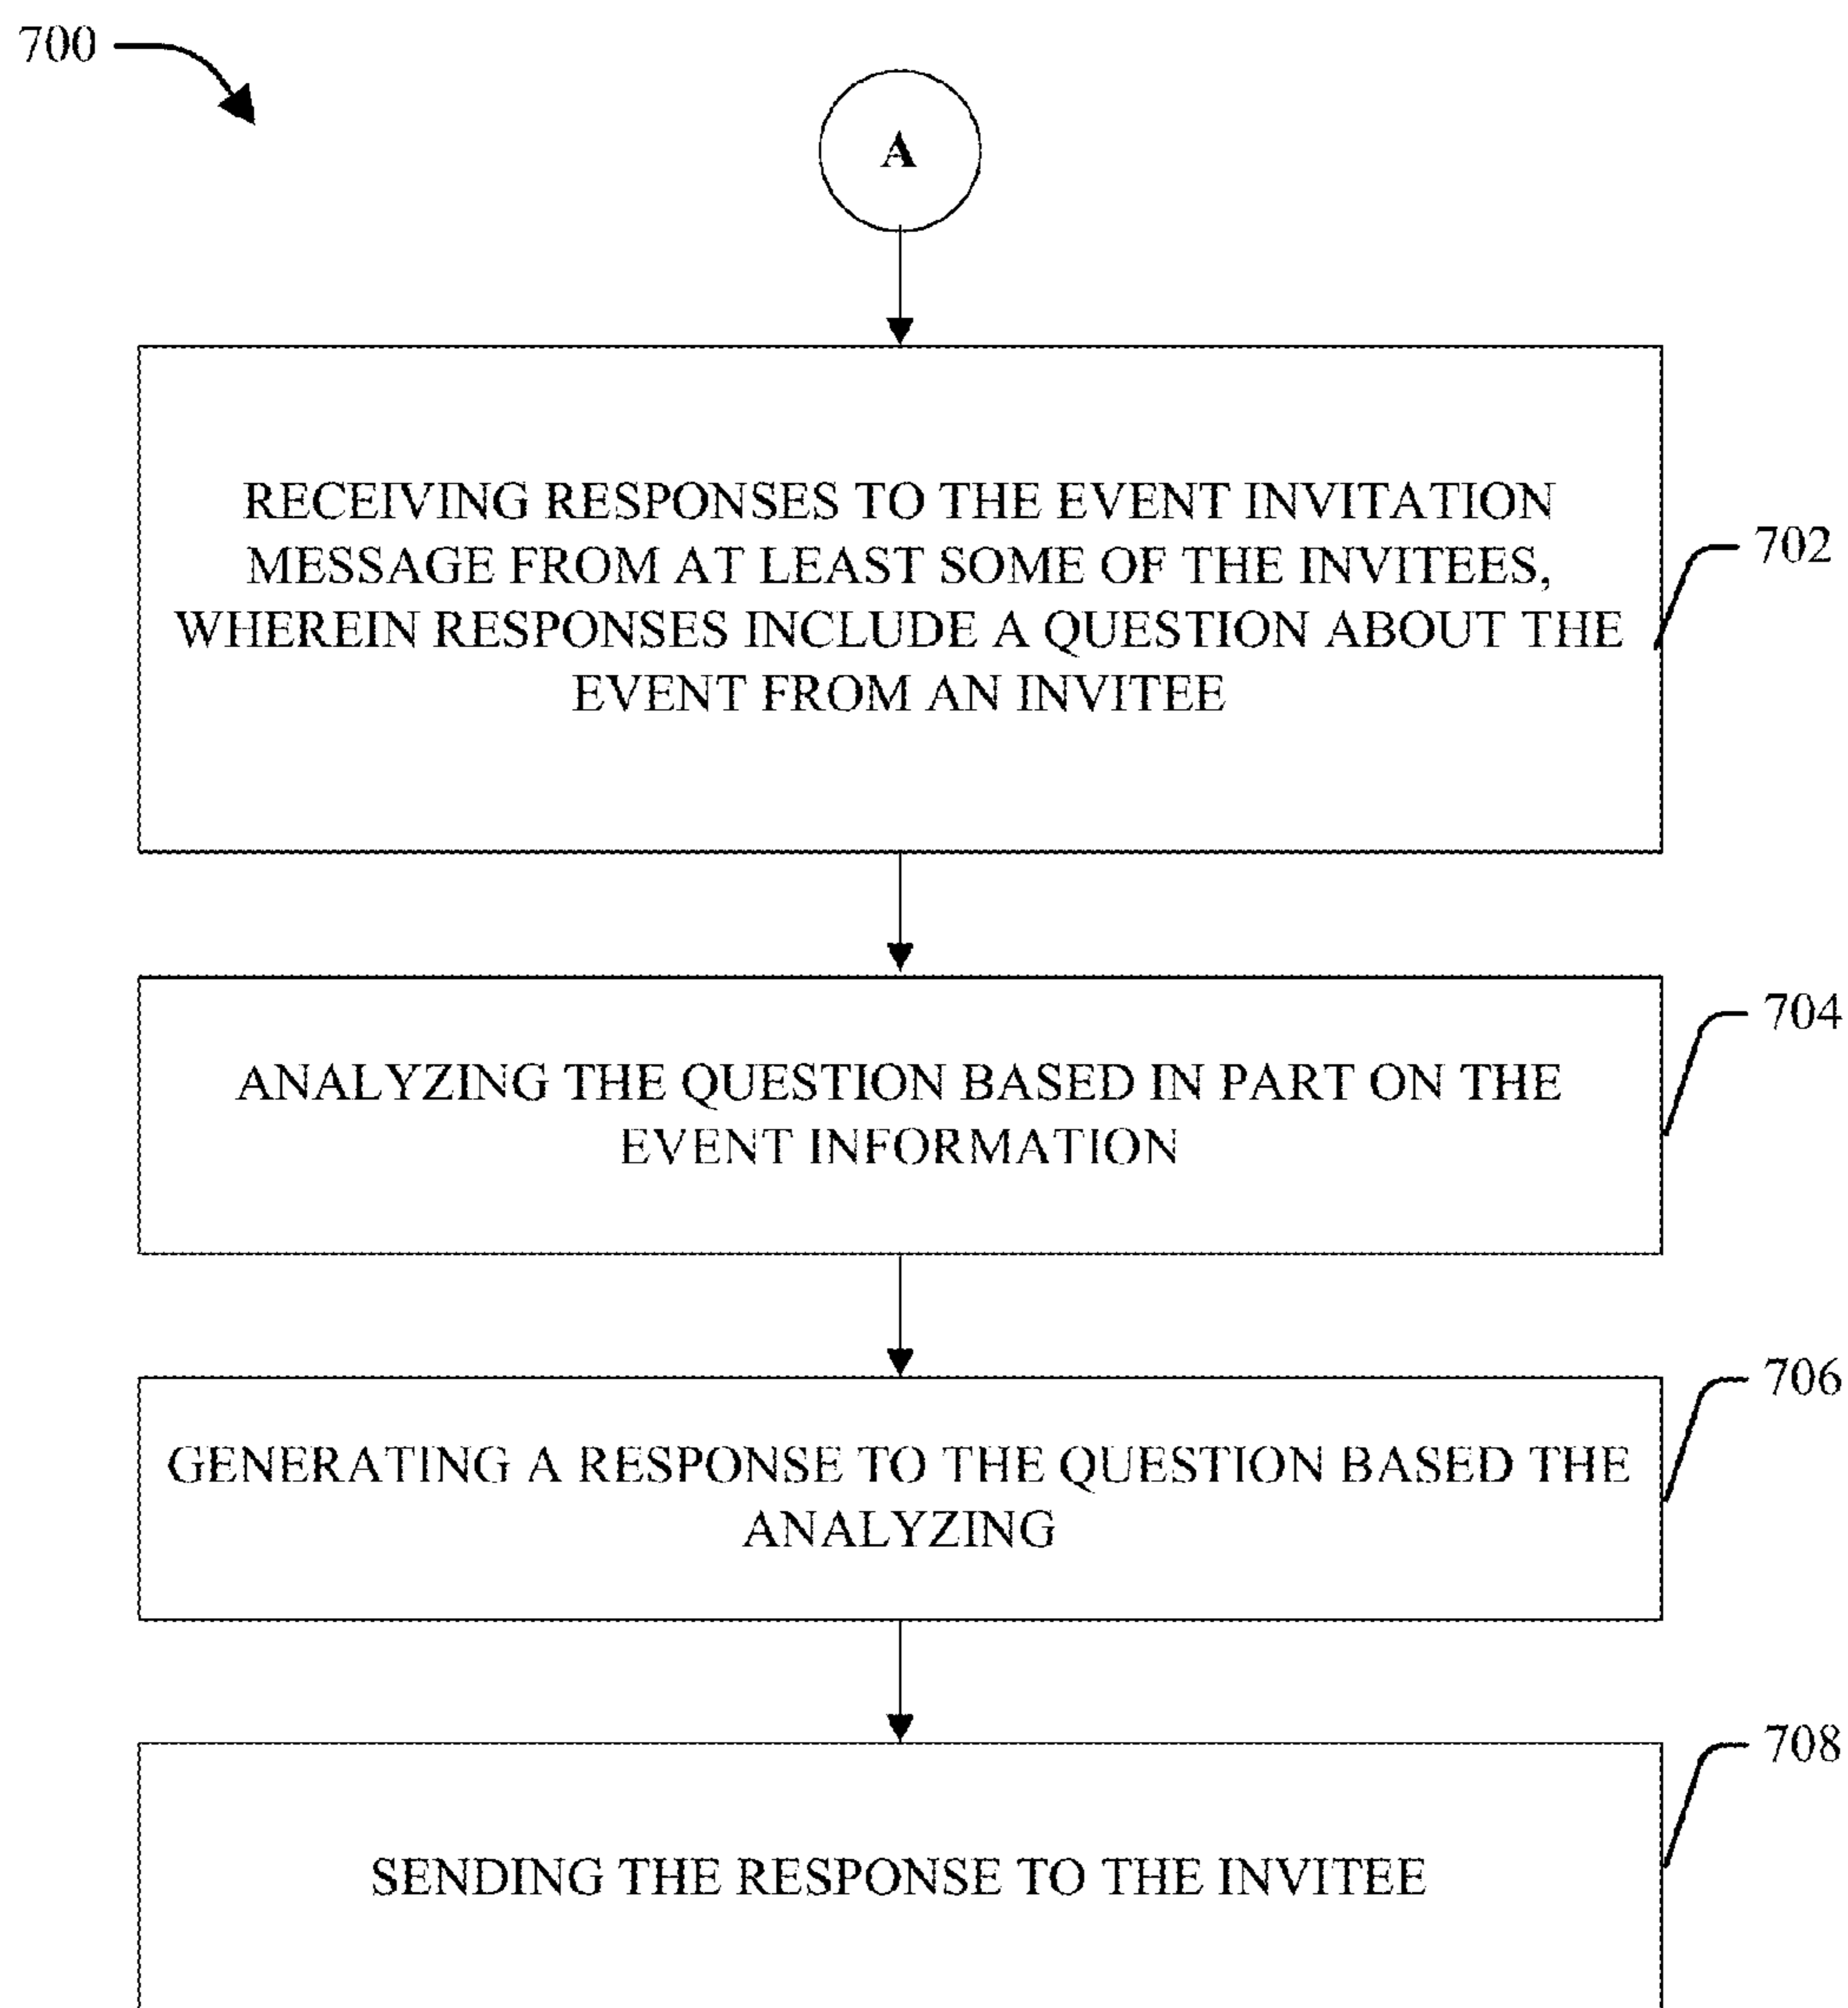 700
A
RECEIVING RESPONSES TO THE EVENT INVITATION
MESSAGE FROM AT LEAST SOME OF THE INVITEES,
WHEREIN RESPONSES INCLUDE A QUESTION ABOUT THE
EVENT FROM AN INVITEE
702
ANALYZING THE QUESTION BASED IN PART ON THE
EVENT INFORMATION
704
GENERATING A RESPONSE TO THE QUESTION BASED THE
ANALYZING
706
SENDING THE RESPONSE TO THE INVITEE
708